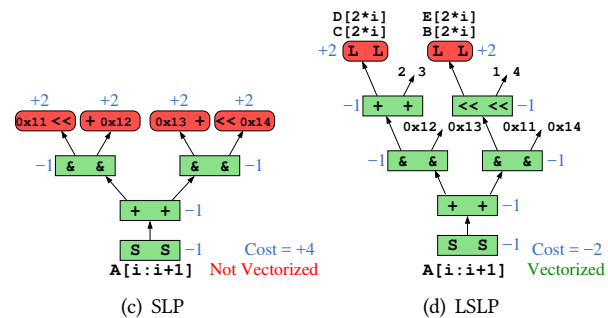 +2 +2 +2 +2
0x11 << + 0x12 0x13 + << 0x14
-1 & & & & -1
+ + -1
S S -1 Cost = +4
A[i:i+1] Not Vectorized
(c) SLP
D[2*i] E[2*i]
C[2*i] B[2*i]
+2 L L L L +2
2 3 1 4
-1 + + << << -1
0x12 0x13 0x11 0x14
-1 & & & & -1
+ + -1
S S -1 Cost = −2
A[i:i+1] Vectorized
(d) LSLP